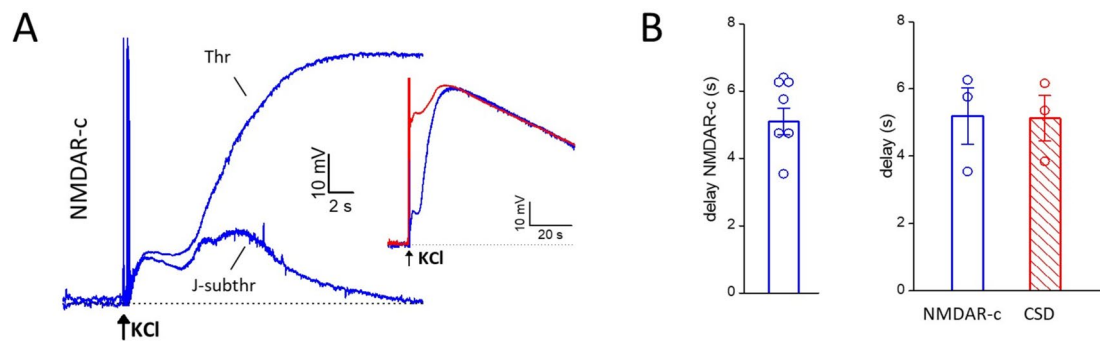 A
NMDAR-c
Thr
J-subthr
KCl
10 mV
2 s
10 mV
20 s
KCl
B
delay NMDAR-c (s)
8
6
4
2
0
delay (s)
8
6
4
2
0
NMDAR-c CSD